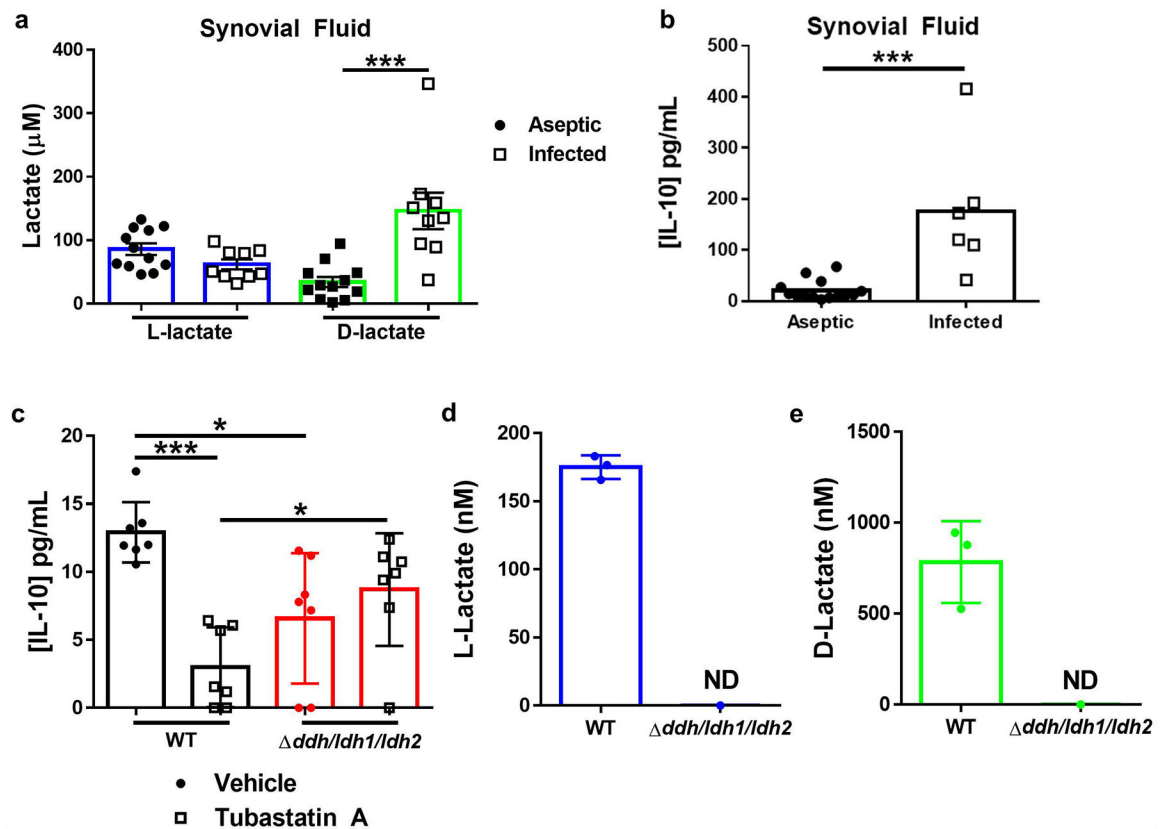 a
Synovial Fluid
400
300
200
100
0
Lactate (μM)
***
L-lactate
D-lactate
Aseptic
Infected
b
Synovial Fluid
500
400
300
200
100
0
[IL-10] pg/mL
***
Aseptic
Infected
c
20
15
10
5
0
[IL-10] pg/mL
*
***
*
WT
Δddh/ldh1/ldh2
Vehicle
Tubastatin A
d
200
150
100
50
0
L-Lactate (nM)
ND
WT
Δddh/ldh1/ldh2
e
1500
1000
500
0
D-Lactate (nM)
ND
WT
Δddh/ldh1/ldh2